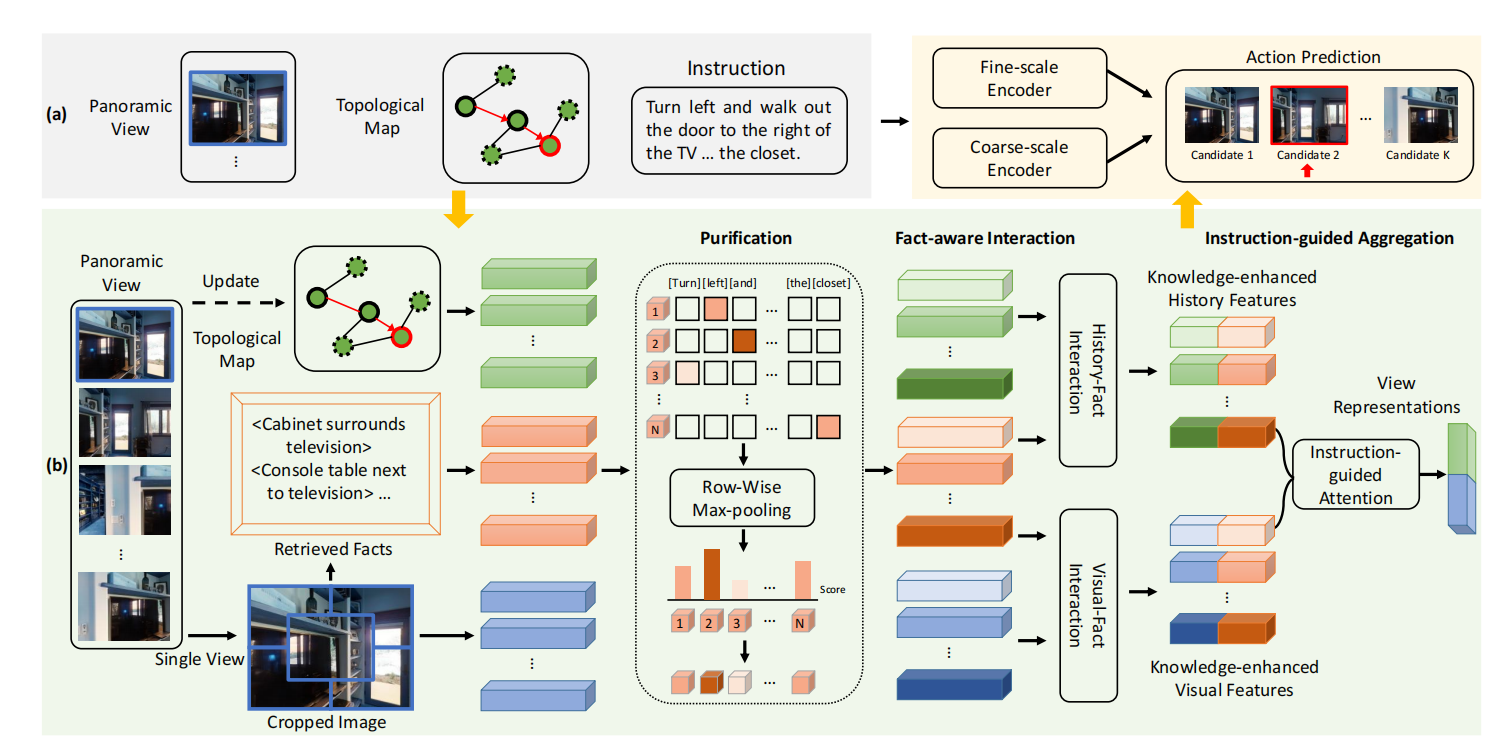 (a)
Panoramic
View
⋮
Topological
Map
Instruction
Turn left and walk out
the door to the right of
the TV ... the closet.
Fine-scale
Encoder
Coarse-scale
Encoder
Action Prediction
...
Candidate 1
Candidate 2
Candidate K
(b)
Panoramic
View
⋮
Update
Topological
Map
<Cabinet surrounds
television>
<Console table next
to television> ...
Retrieved Facts
Single View
Cropped Image
⋮
⋮
⋮
Purification
[Turn][left][and]
[the][closet]
1
...
2
...
3
...
⋮
⋮
N
...
Row-Wise
Max-pooling
...
Score
1
2
3
...
N
...
Fact-aware Interaction
⋮
⋮
⋮
History-Fact
Interaction
Visual-Fact
Interaction
Instruction-guided Aggregation
Knowledge-enhanced
History Features
⋮
⋮
Knowledge-enhanced
Visual Features
Instruction-
guided
Attention
View
Representations